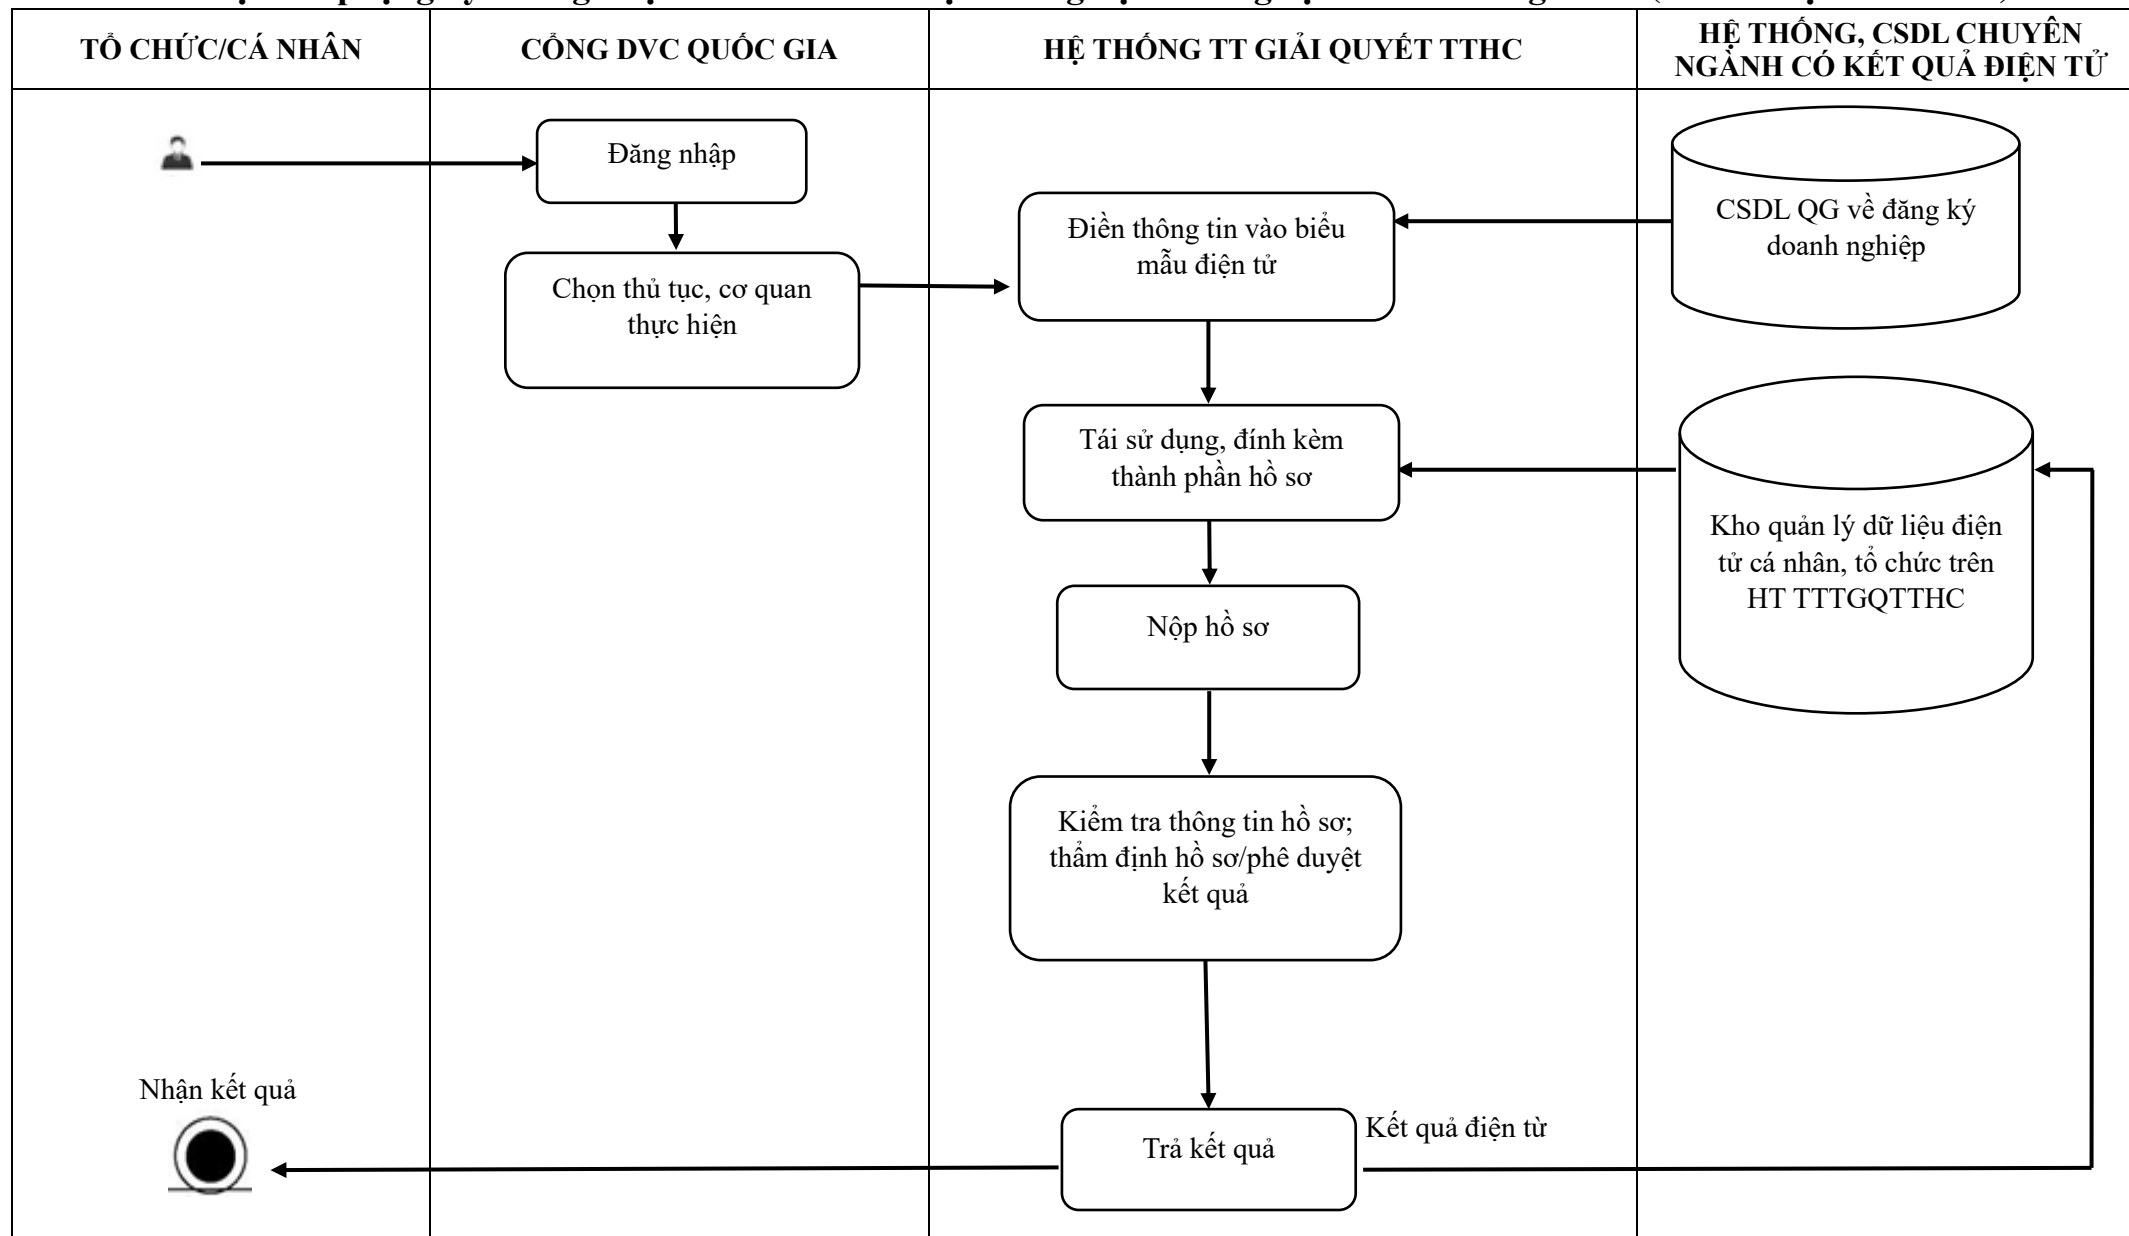 TỔ CHỨC/CÁ NHÂN
CỔNG DVC QUỐC GIA
HỆ THỐNG TT GIẢI QUYẾT TTHC
HỆ THỐNG, CSDL CHUYÊN
NGÀNH CÓ KẾT QUẢ ĐIỆN TỬ
Đăng nhập
Chọn thủ tục, cơ quan
thực hiện
Điền thông tin vào biểu
mẫu điện tử
CSDL QG về đăng ký
doanh nghiệp
Tái sử dụng, đính kèm
thành phần hồ sơ
Kho quản lý dữ liệu điện
tử cá nhân, tổ chức trên
HT TTTGQTTHC
Nộp hồ sơ
Kiểm tra thông tin hồ sơ;
thẩm định hồ sơ/phê duyệt
kết quả
Nhận kết quả
Trả kết quả
Kết quả điện từ